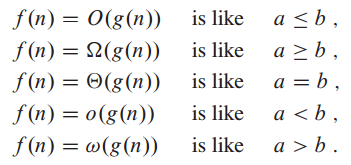 f(n) = O(g(n)) is like a ≤ b ,
f(n) = Ω(g(n)) is like a ≥ b ,
f(n) = Θ(g(n)) is like a = b ,
f(n) = o(g(n)) is like a < b ,
f(n) = ω(g(n)) is like a > b .